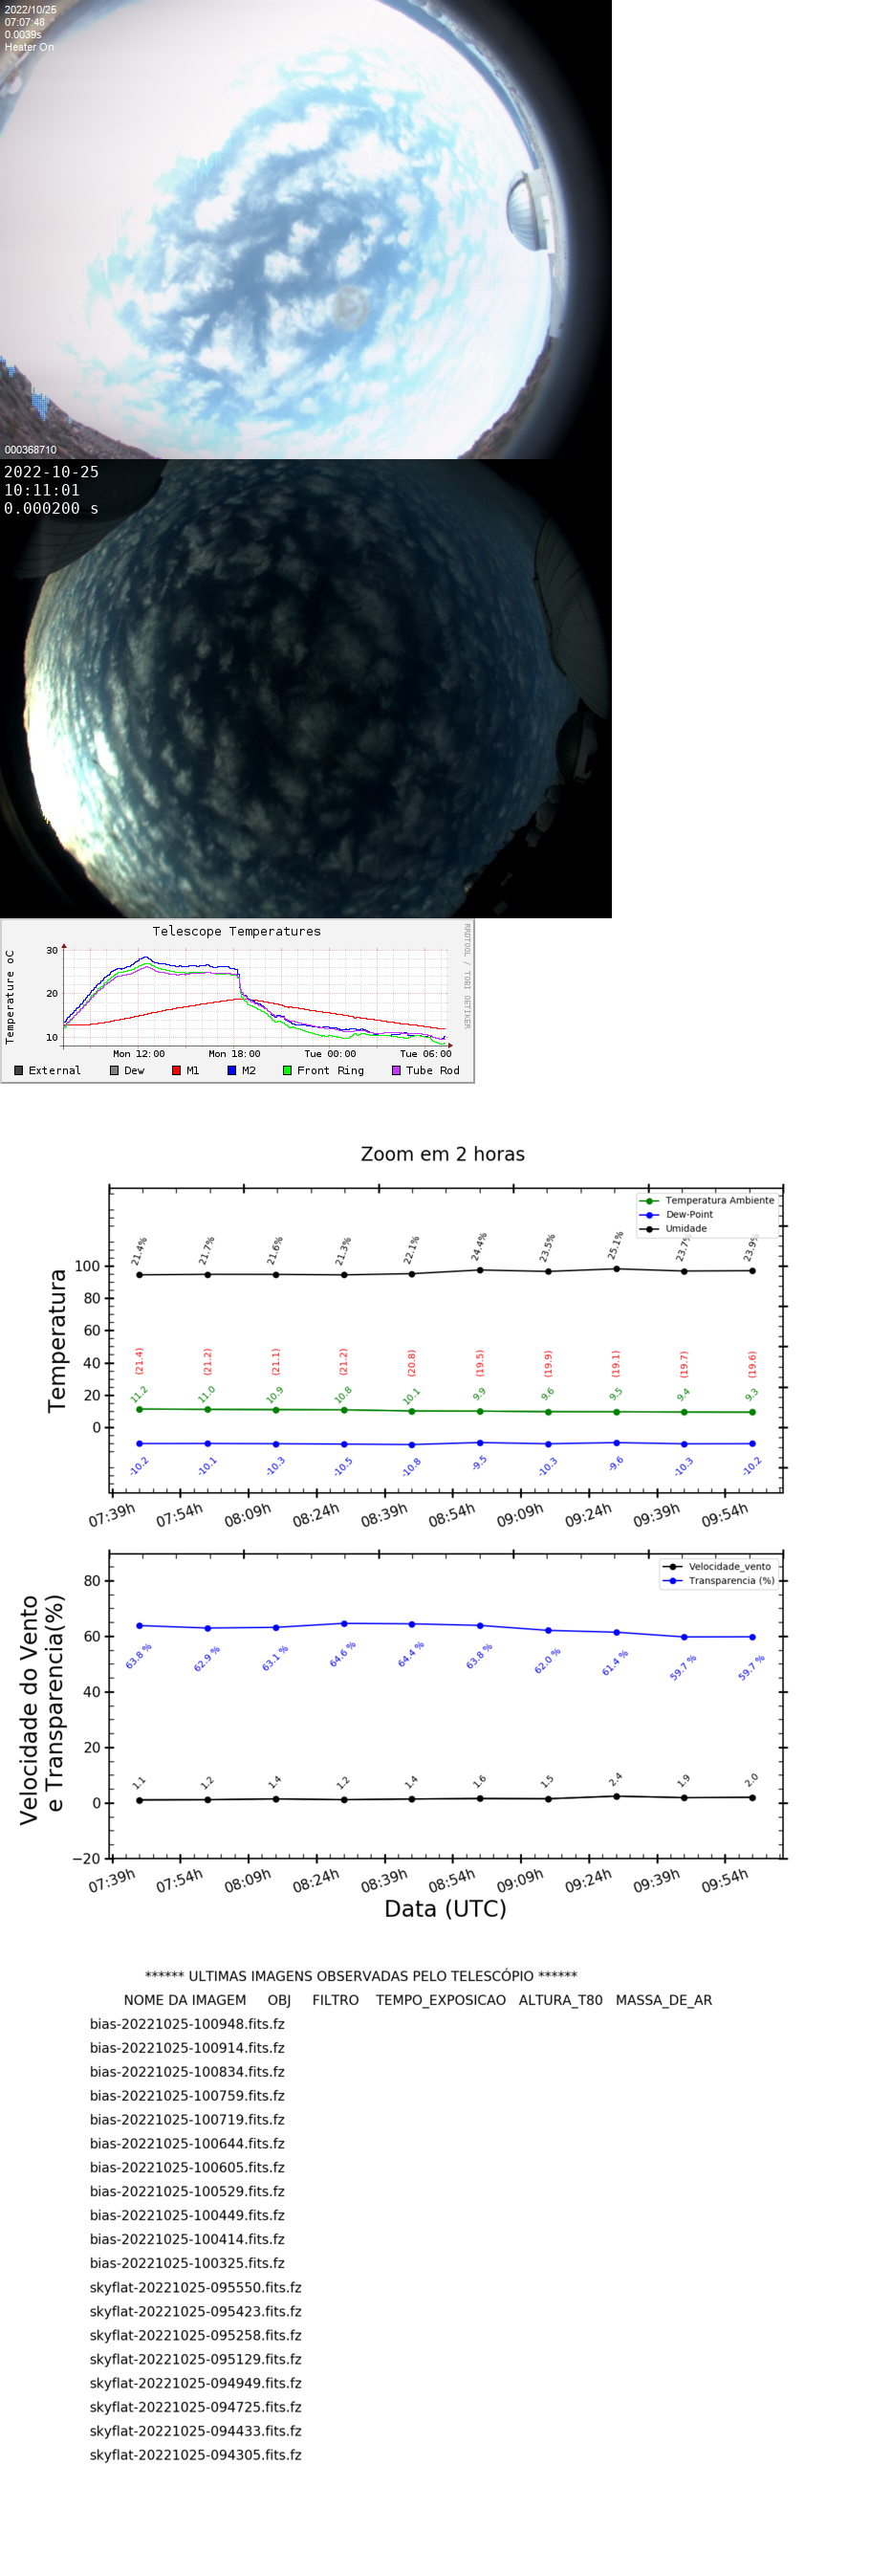 2022/10/25
07:07:48
0.0039s
Heater On
000368710
2022-10-25
10:11:01
0.000200 s
Telescope Temperatures
RRDTOOL / TOBI OETIKER
Temperature oC
30
20
10
Mon 12:00 Mon 18:00 Tue 00:00 Tue 06:00
External Dew M1 M2 Front Ring Tube Rod
Zoom em 2 horas
Temperatura Ambiente
Dew-Point
Umidade
Temperatura
100
80
60
40
20
0
21.4% 21.7% 21.6% 21.3% 22.1% 24.4% 23.5% 25.1% 23.7% 23.9%
(21.4) (21.2) (21.1) (21.2) (20.8) (19.5) (19.9) (19.1) (19.7) (19.6)
11.2 11.0 10.9 10.8 10.1 9.9 9.6 9.5 9.4 9.3
-10.2 -10.1 -10.3 -10.5 -10.8 -9.5 -10.3 -9.6 -10.3 -10.2
07:39h 07:54h 08:09h 08:24h 08:39h 08:54h 09:09h 09:24h 09:39h 09:54h
Velocidade_vento
Transparencia (%)
Velocidade do Vento
e Transparencia(%)
80
60
40
20
0
−20
63.8 % 62.9 % 63.1 % 64.6 % 64.4 % 63.8 % 62.0 % 61.4 % 59.7 % 59.7 %
1.1 1.2 1.4 1.2 1.4 1.6 1.5 2.4 1.9 2.0
07:39h 07:54h 08:09h 08:24h 08:39h 08:54h 09:09h 09:24h 09:39h 09:54h
Data (UTC)
****** ULTIMAS IMAGENS OBSERVADAS PELO TELESCÓPIO ******
NOME DA IMAGEM OBJ FILTRO TEMPO_EXPOSICAO ALTURA_T80 MASSA_DE_AR
bias-20221025-100948.fits.fz
bias-20221025-100914.fits.fz
bias-20221025-100834.fits.fz
bias-20221025-100759.fits.fz
bias-20221025-100719.fits.fz
bias-20221025-100644.fits.fz
bias-20221025-100605.fits.fz
bias-20221025-100529.fits.fz
bias-20221025-100449.fits.fz
bias-20221025-100414.fits.fz
bias-20221025-100325.fits.fz
skyflat-20221025-095550.fits.fz
skyflat-20221025-095423.fits.fz
skyflat-20221025-095258.fits.fz
skyflat-20221025-095129.fits.fz
skyflat-20221025-094949.fits.fz
skyflat-20221025-094725.fits.fz
skyflat-20221025-094433.fits.fz
skyflat-20221025-094305.fits.fz